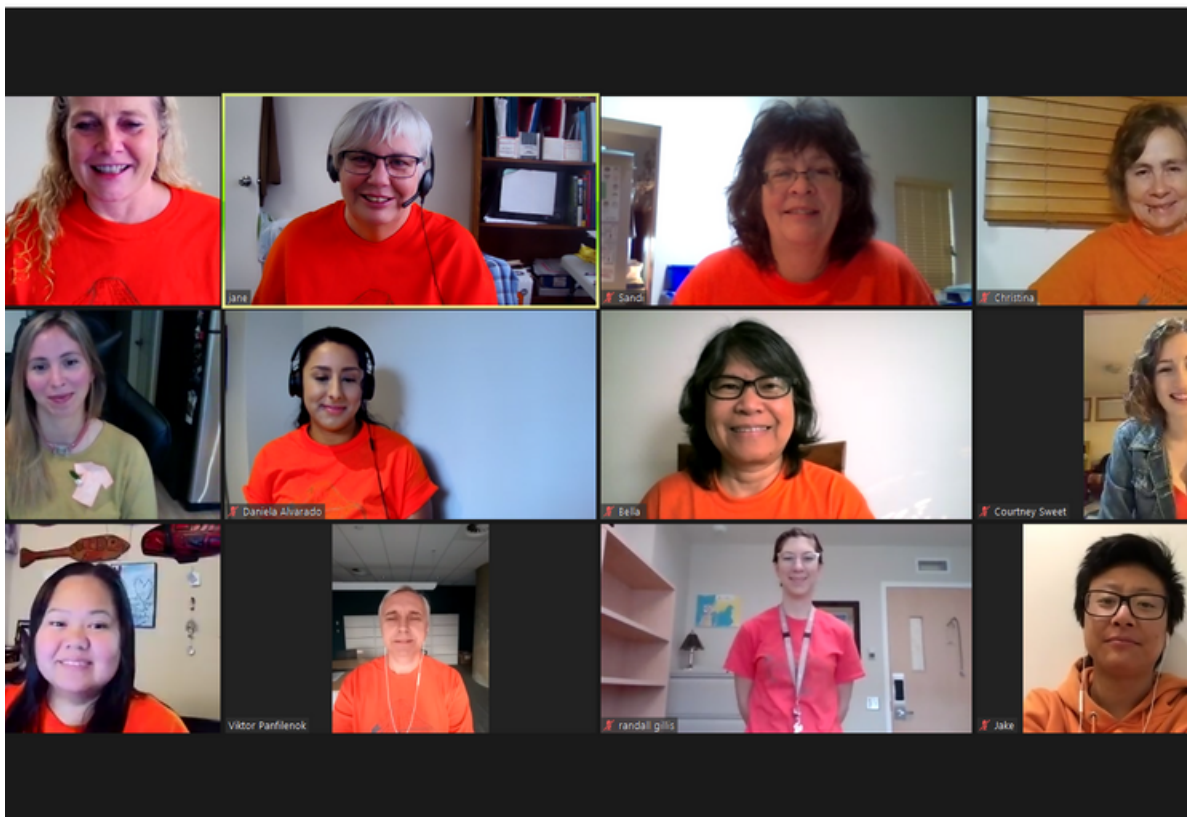 jane
Sandi
Christina
Daniela Alvarado
Bella
Courtney Sweet
Viktor Panfilenok
randall gillis
Jake